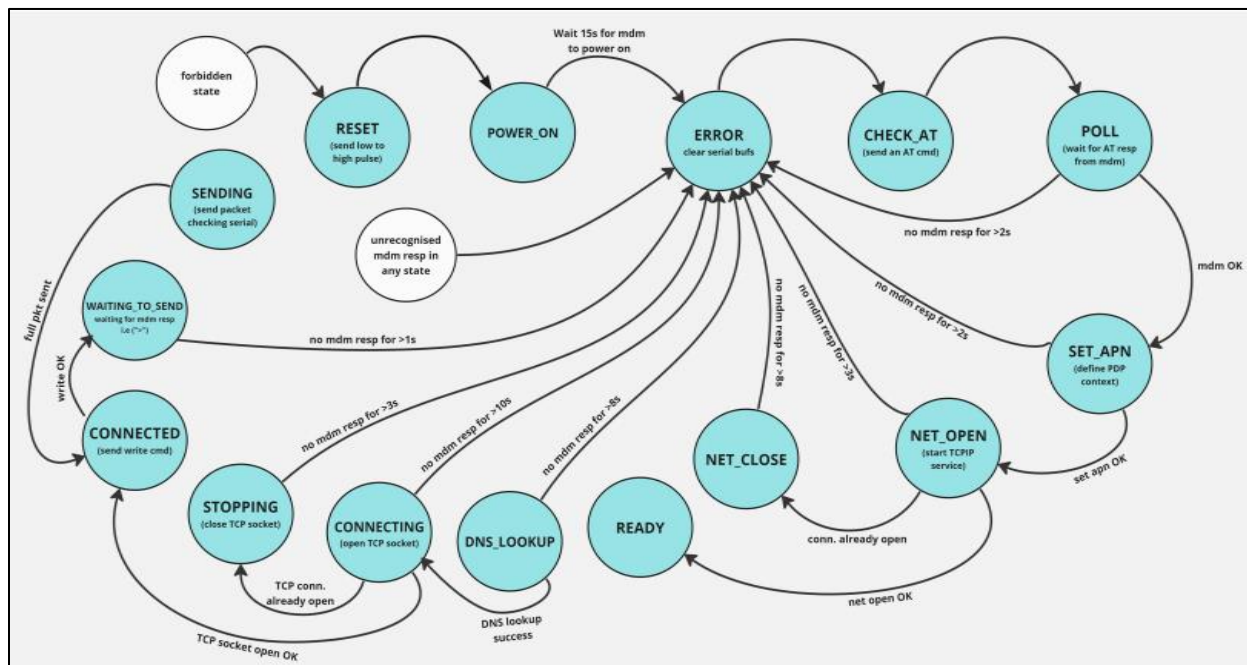 Wait 15s for mdm
to power on
forbidden
state
RESET
(send low to
high pulse)
POWER_ON
ERROR
clear serial bufs
CHECK_AT
(send an AT cmd)
POLL
(wait for AT resp
from mdm)
SENDING
(send packet
checking serial)
unrecognised
mdm resp in
any state
no mdm resp for >2s
mdm OK
full pkt sent
WAITING_TO_SEND
waiting for mdm resp
i.e (">")
no mdm resp for >1s
no mdm resp for >8s
no mdm resp for >3s
no mdm resp for >2s
SET_APN
(define PDP
context)
write OK
CONNECTED
(send write cmd)
no mdm resp for >3s
no mdm resp for >10s
no mdm resp for >8s
NET_CLOSE
NET_OPEN
(start TCPIP
service)
set apn OK
STOPPING
(close TCP socket)
CONNECTING
(open TCP socket)
DNS_LOOKUP
READY
conn. already open
TCP conn.
already open
net open OK
DNS lookup
success
TCP socket open OK